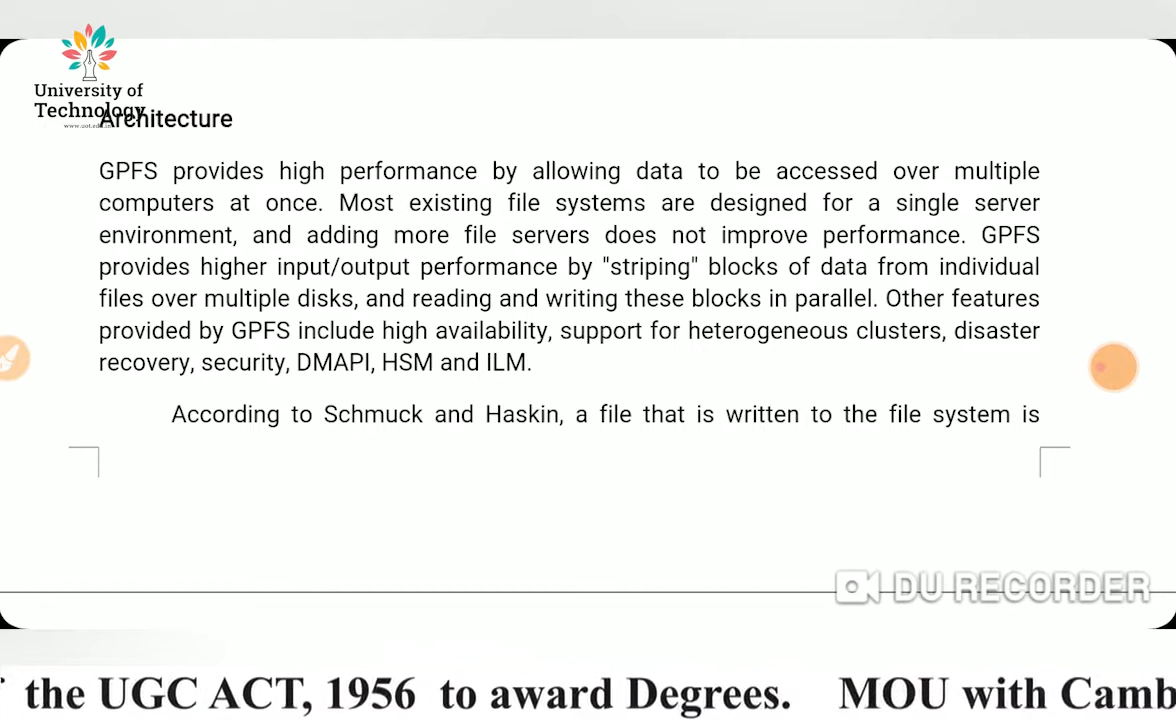 University of
Technology
www.uot.edu.in
Architecture
GPFS provides high performance by allowing data to be accessed over multiple
computers at once. Most existing file systems are designed for a single server
environment, and adding more file servers does not improve performance. GPFS
provides higher input/output performance by "striping" blocks of data from individual
files over multiple disks, and reading and writing these blocks in parallel. Other features
provided by GPFS include high availability, support for heterogeneous clusters, disaster
recovery, security, DMAPI, HSM and ILM.
According to Schmuck and Haskin, a file that is written to the file system is
DU RECORDER
the UGC ACT, 1956 to award Degrees. MOU with Camb